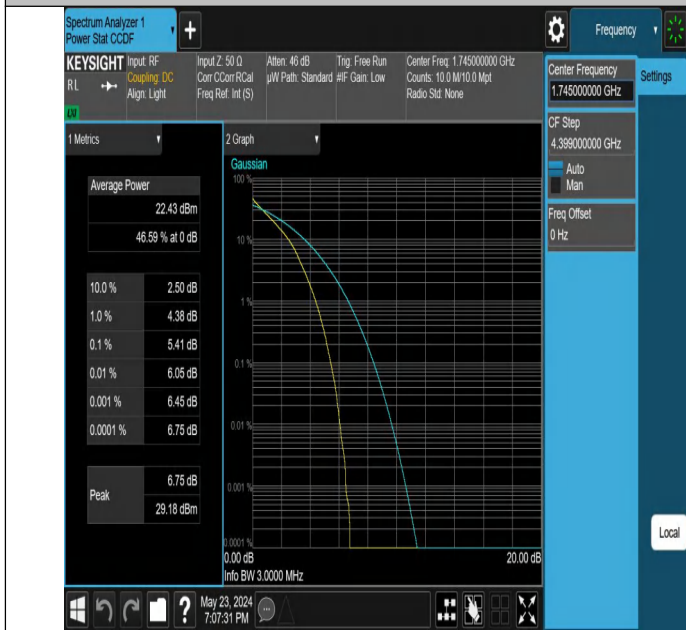 Spectrum Analyzer 1
Power Stat CCDF
+
Frequency
KEYSIGHT
RL
LXI
Input: RF
Coupling: DC
Align: Light
Input Z: 50 Ω
Corr CCorr RCal
Freq Ref: Int (S)
Atten: 46 dB
µW Path: Standard
Trig: Free Run
#IF Gain: Low
Center Freq: 1.745000000 GHz
Counts: 10.0 M/10.0 Mpt
Radio Std: None
Center Frequency
1.745000000 GHz
Settings
CF Step
4.399000000 GHz
Auto
Man
Freq Offset
0 Hz
Local
1 Metrics
Average Power
22.43 dBm
46.59 % at 0 dB
10.0 % 2.50 dB
1.0 % 4.38 dB
0.1 % 5.41 dB
0.01 % 6.05 dB
0.001 % 6.45 dB
0.0001 % 6.75 dB
Peak
6.75 dB
29.18 dBm
2 Graph
Gaussian
100 %
10 %
1 %
0.1 %
0.01 %
0.001 %
0.0001 %
0.00 dB 20.00 dB
Info BW 3.0000 MHz
?
May 23, 2024
7:07:31 PM